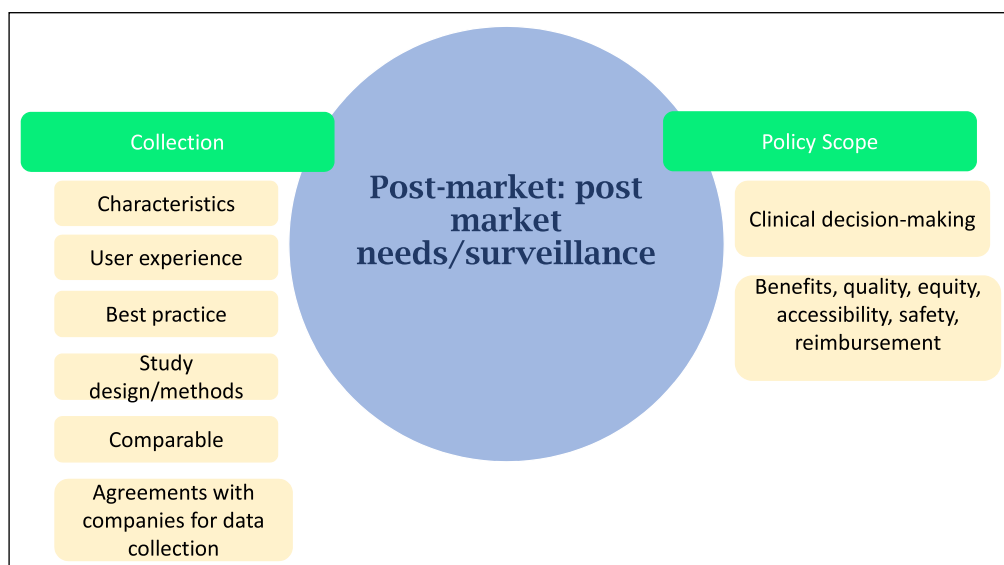 Collection
Characteristics
User experience
Best practice
Study
design/methods
Comparable
Agreements with
companies for data
collection
Post-market: post
market
needs/surveillance
Policy Scope
Clinical decision-making
Benefits, quality, equity,
accessibility, safety,
reimbursement